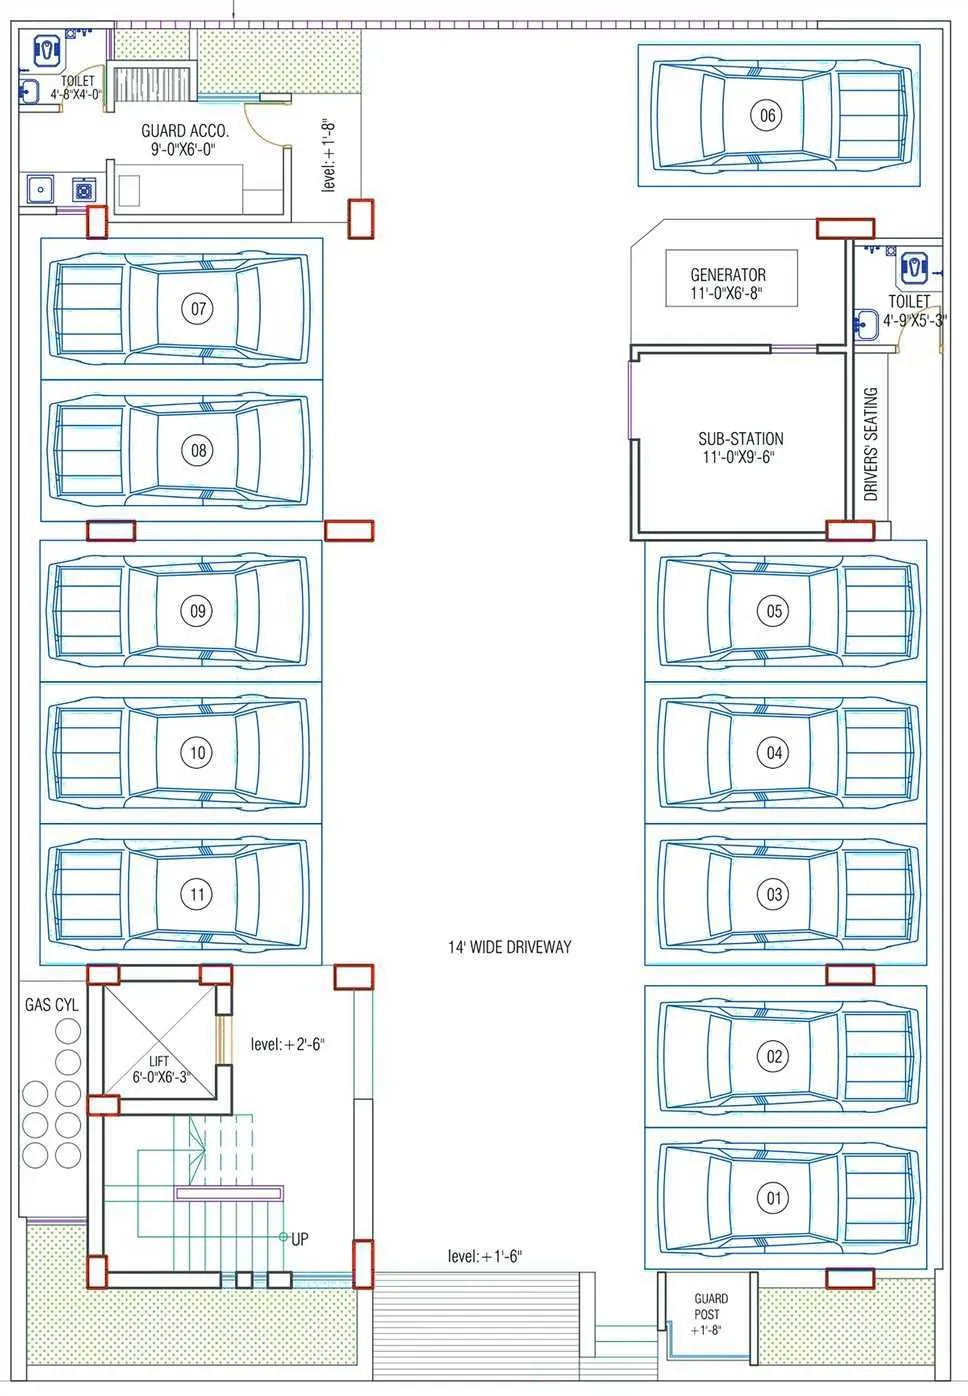 TOILET
4'-8"X4'-0"
GUARD ACCO.
9'-0"X6'-0"
level:+1'-8"
06
07
GENERATOR
11'-0"X6'-8"
TOILET
4'-9"X5'-3"
08
SUB-STATION
11'-0"X9'-6"
DRIVERS' SEATING
09
05
10
04
11
03
14' WIDE DRIVEWAY
GAS CYL
level:+2'-6"
LIFT
6'-0"X6'-3"
02
01
UP
level:+1'-6"
GUARD
POST
+1'-8"